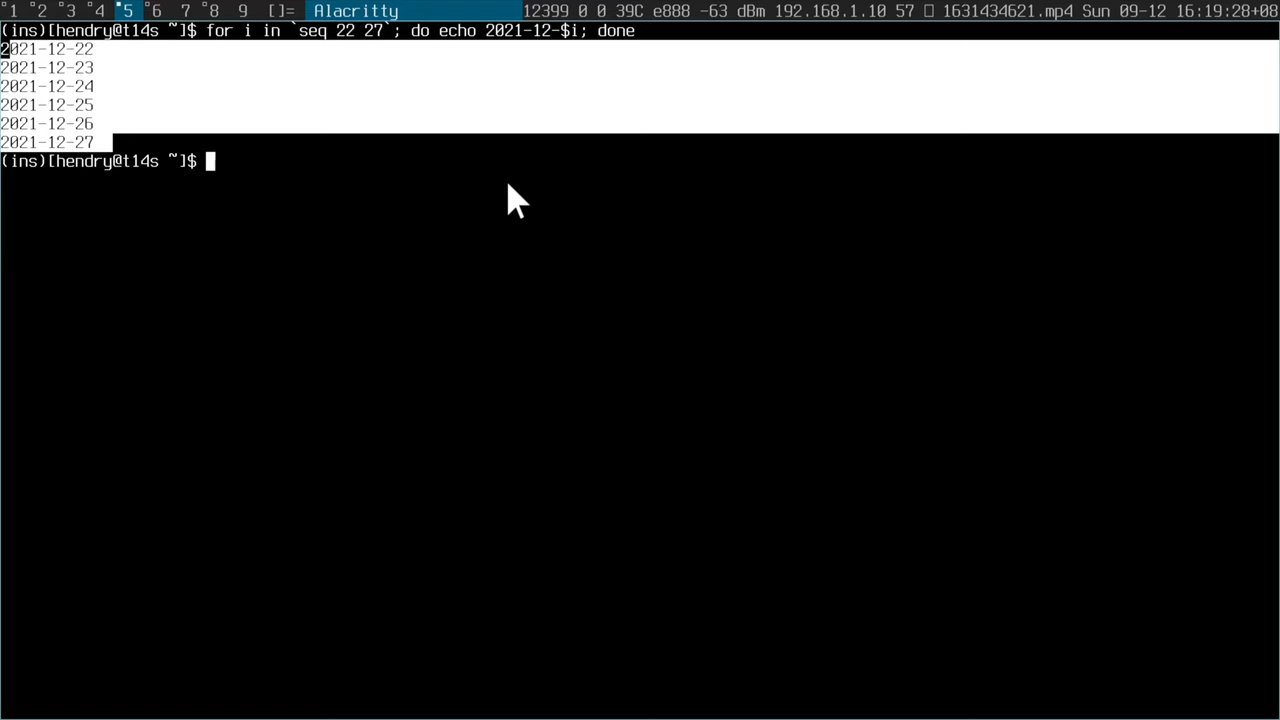 1 2 3 4 5 6 7 8 9 []= Alacritty 12399 0 0 39C e888 -63 dBm 192.168.1.10 57 1631434621.mp4 Sun 09-12 16:19:28+08
(ins)[hendry@t14s ~]$ for i in `seq 22 27`; do echo 2021-12-$i; done
2021-12-22
2021-12-23
2021-12-24
2021-12-25
2021-12-26
2021-12-27
(ins)[hendry@t14s ~]$